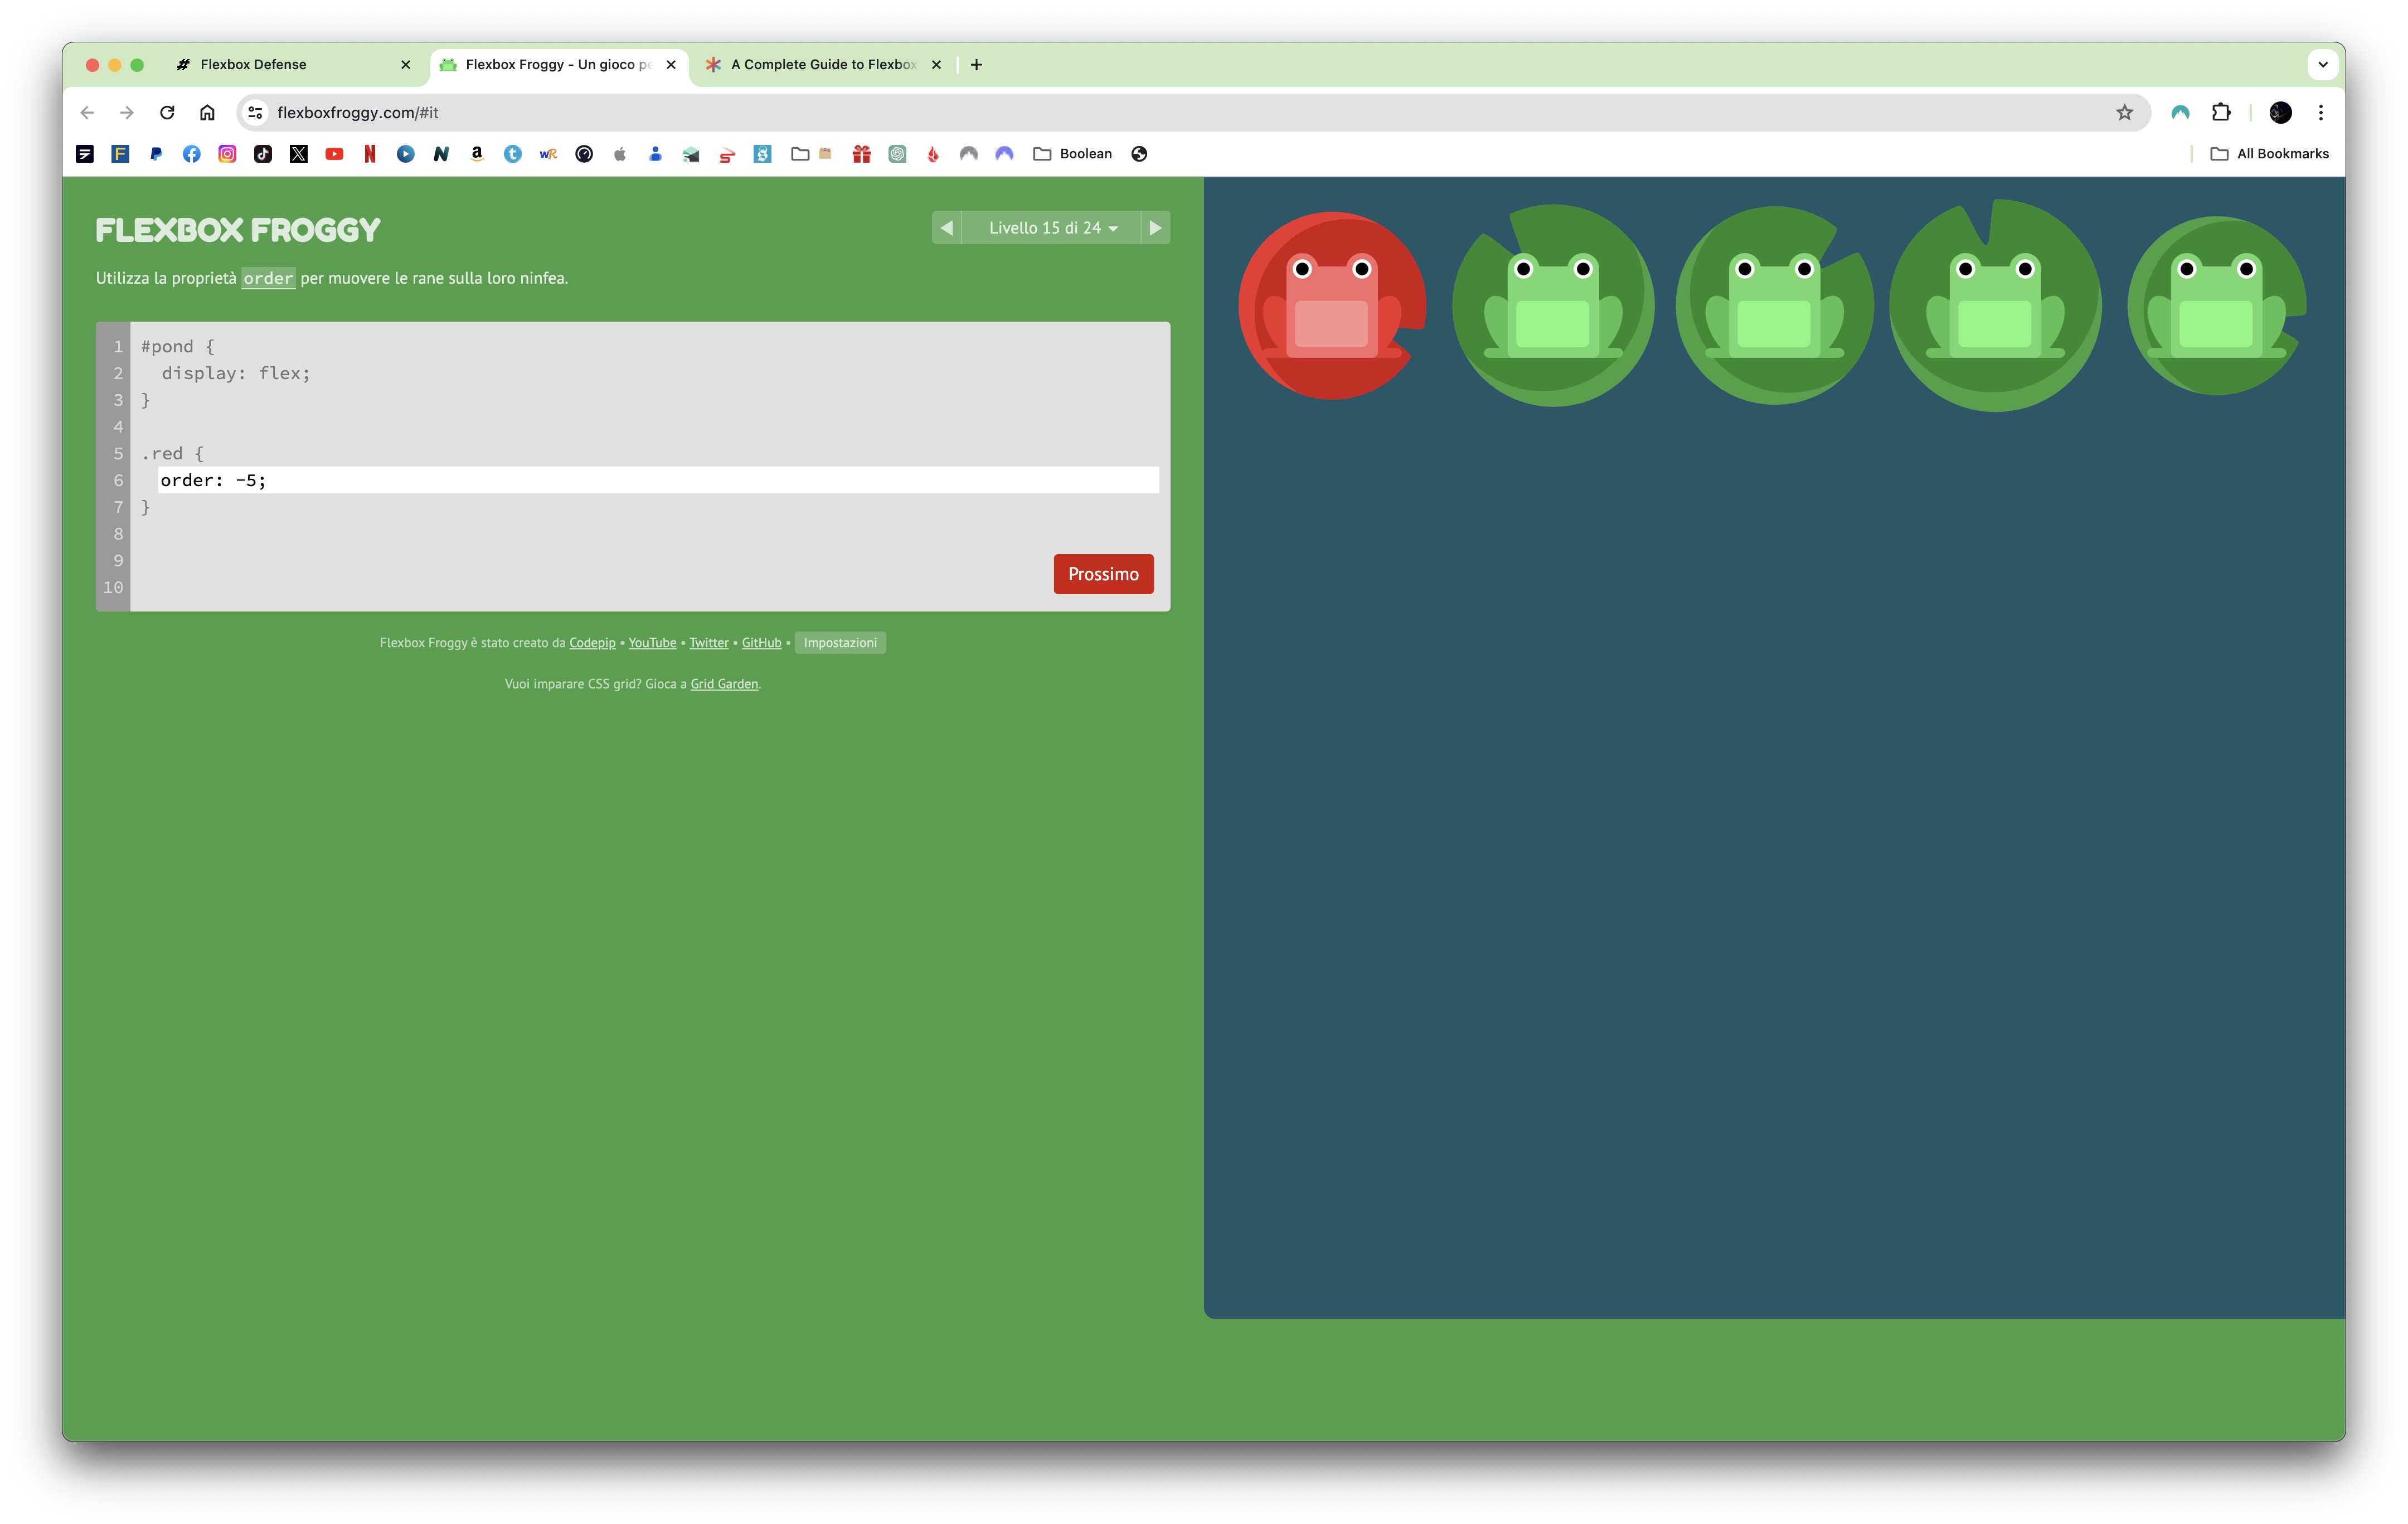 Flexbox Defense
Flexbox Froggy - Un gioco pe
A Complete Guide to Flexbox
flexboxfroggy.com/#it
Boolean
All Bookmarks
FLEXBOX FROGGY
Livello 15 di 24
Utilizza la proprietà order per muovere le rane sulla loro ninfea.
1 #pond {
2 display: flex;
3 }
4
5 .red {
6 order: -5;
7 }
8
9
10
Prossimo
Flexbox Froggy è stato creato da Codepip • YouTube • Twitter • GitHub • Impostazioni
Vuoi imparare CSS grid? Gioca a Grid Garden.